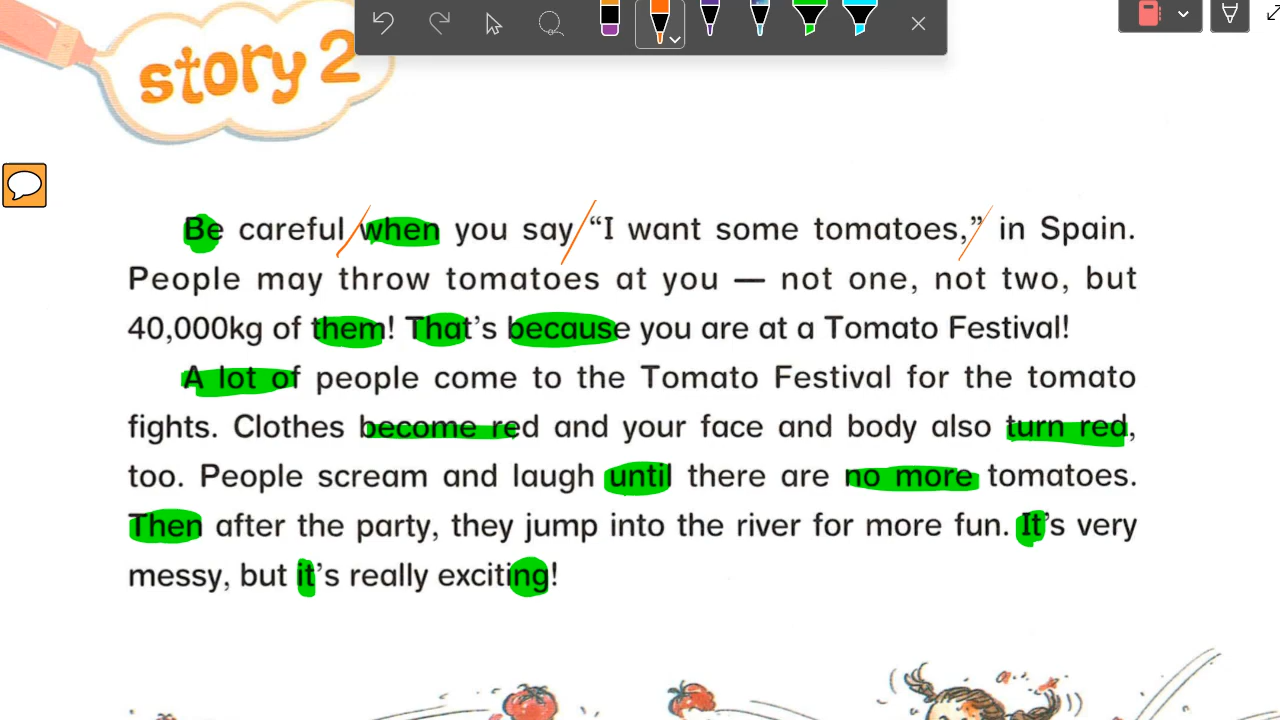 story 2
Be careful when you say “I want some tomatoes,” in Spain.
People may throw tomatoes at you — not one, not two, but
40,000kg of them! That’s because you are at a Tomato Festival!
A lot of people come to the Tomato Festival for the tomato
fights. Clothes become red and your face and body also turn red,
too. People scream and laugh until there are no more tomatoes.
Then after the party, they jump into the river for more fun. It’s very
messy, but it’s really exciting!